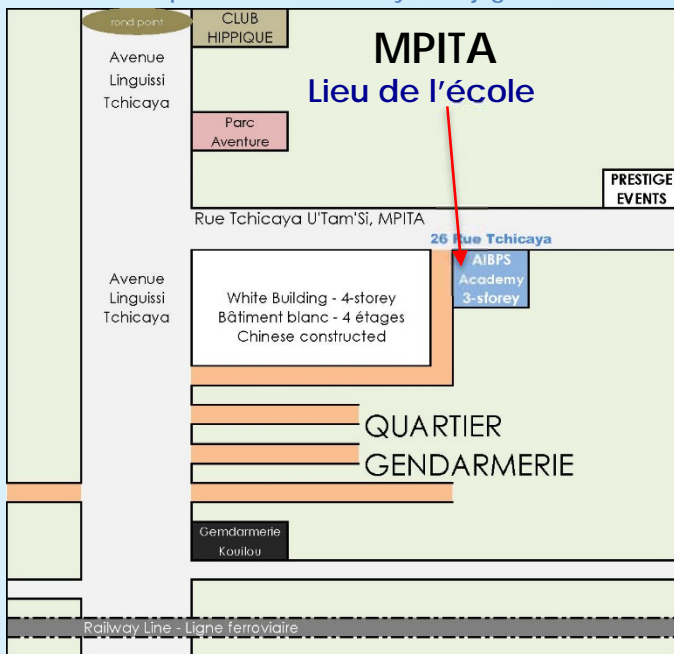 rond point
CLUB
HIPPIQUE
MPITA
Lieu de l'école
Avenue
Linguissi
Tchicaya
Parc
Aventure
PRESTIGE
EVENTS
Rue Tchicaya U'Tam'Si, MPITA
26 Rue Tchicaya
AIBPS
Academy
3-storey
Avenue
Linguissi
Tchicaya
White Building - 4-storey
Bâtiment blanc - 4 étages
Chinese constructed
QUARTIER
GENDARMERIE
Gemdarmerie
Kouilou
Railway Line - Ligne ferroviaire